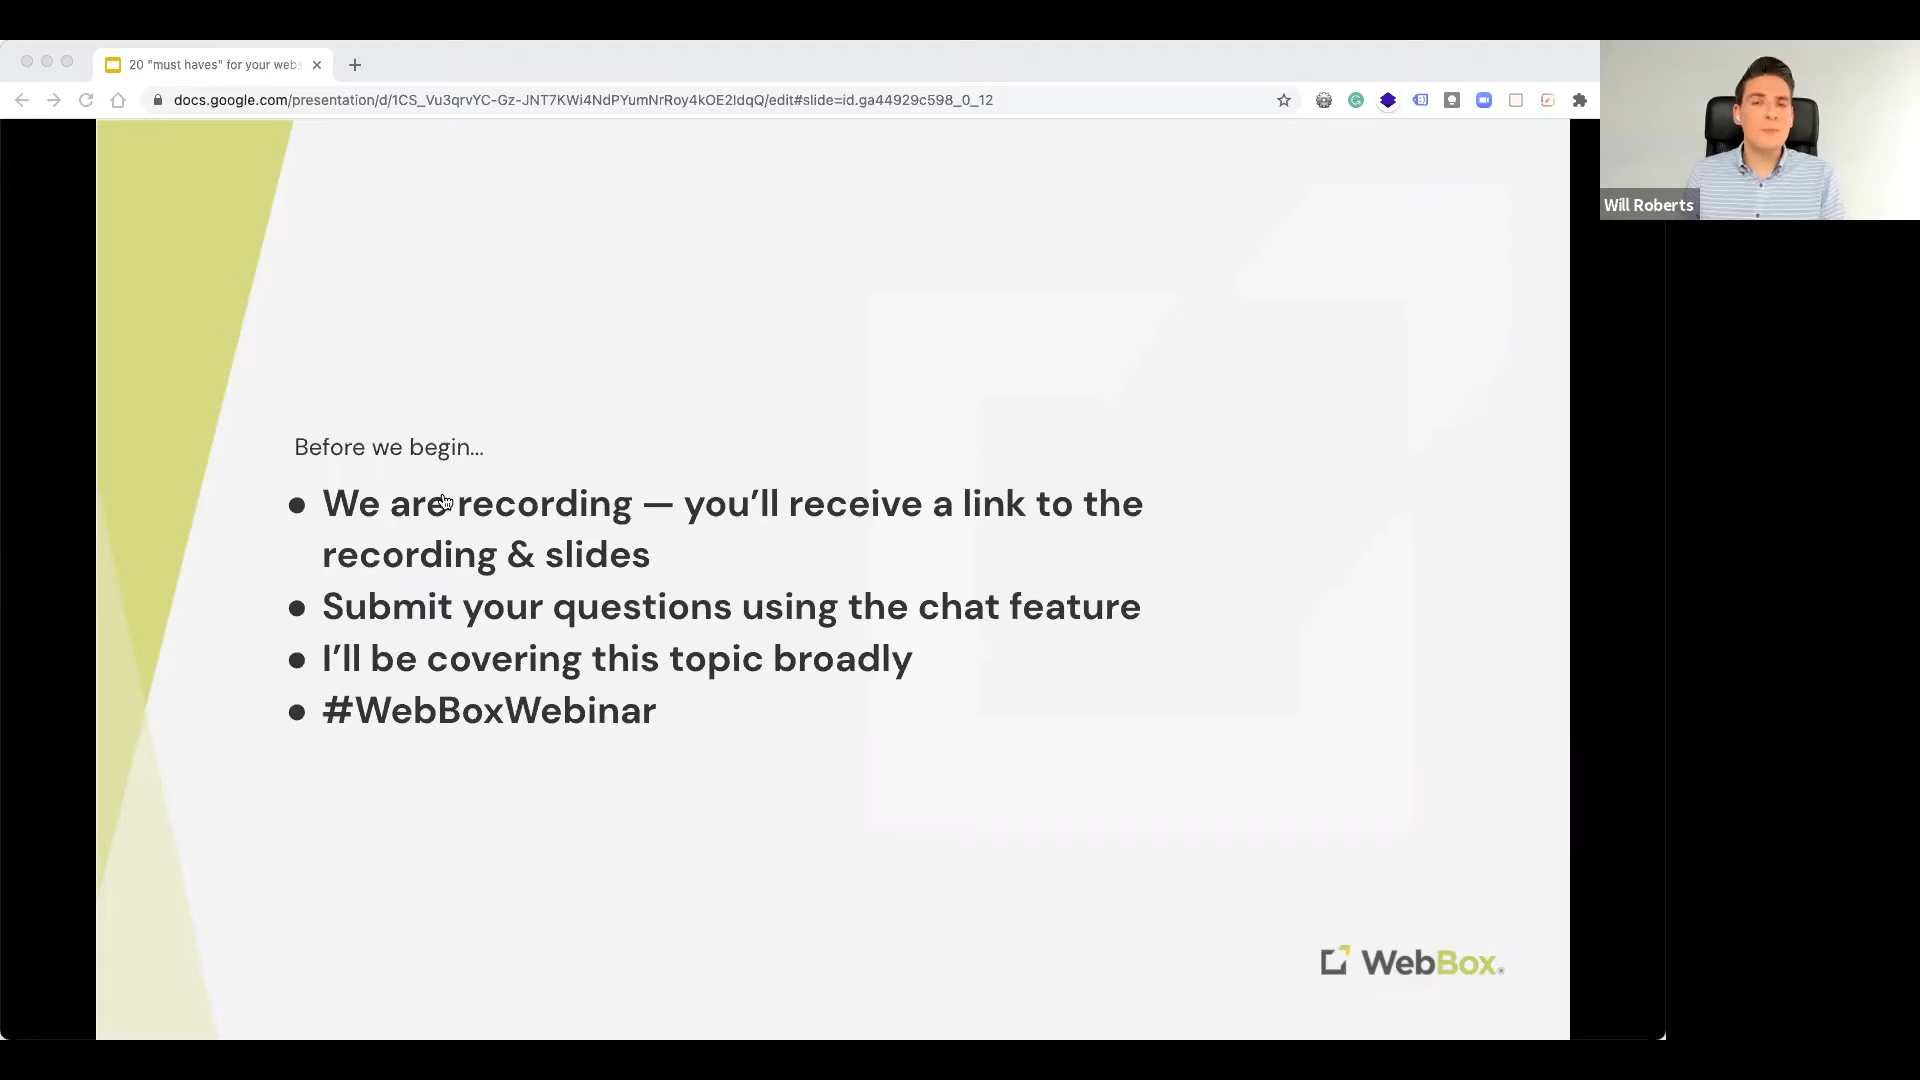 20 "must haves" for your webs
docs.google.com/presentation/d/1CS_Vu3qrvYC-Gz-JNT7KWi4NdPYumNrRoy4kOE2ldqQ/edit#slide=id.ga44929c598_0_12
Will Roberts
Before we begin...
● We are recording — you’ll receive a link to the
recording & slides
● Submit your questions using the chat feature
● I’ll be covering this topic broadly
● #WebBoxWebinar
WebBox®